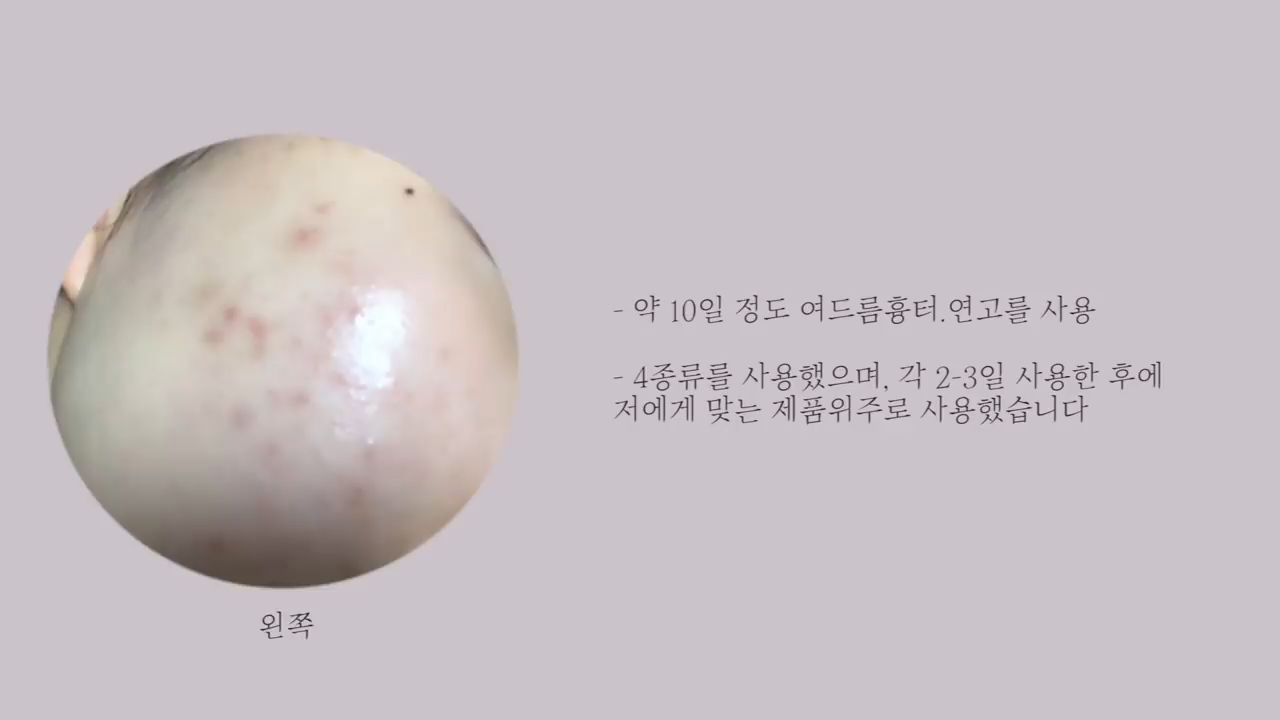 - 약 10일 정도 여드름흉터.연고를 사용
- 4종류를 사용했으며, 각 2-3일 사용한 후에
저에게 맞는 제품위주로 사용했습니다
왼쪽